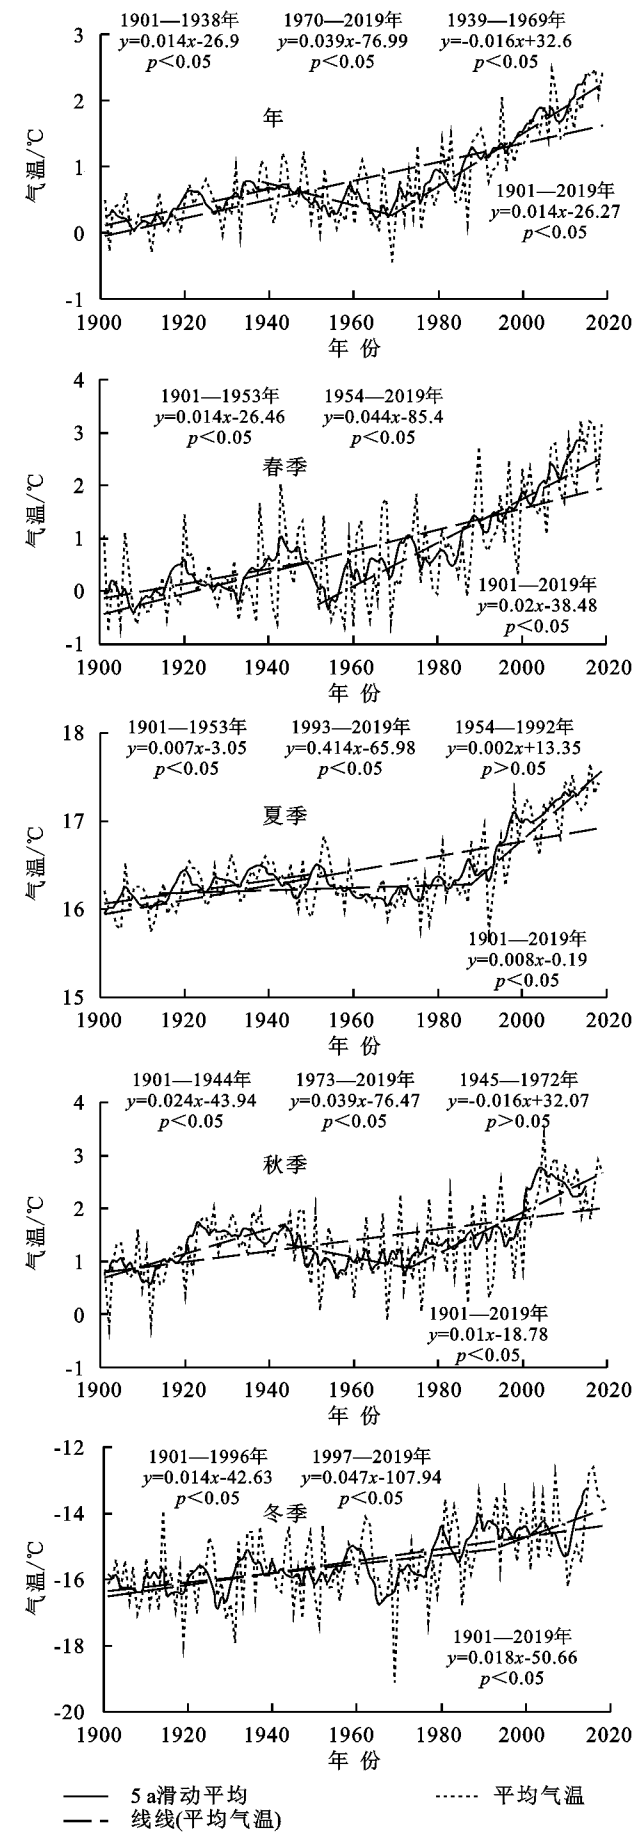 1901—1938年 1970—2019年 1939—1969年
y=0.014x-26.9 y=0.039x-76.99 y=-0.016x+32.6
p<0.05 p<0.05 p<0.05
年
1901—2019年
y=0.014x-26.27
p<0.05
气温/℃
3
2
1
0
-1
1900 1920 1940 1960 1980 2000 2020
年 份
1901—1953年 1954—2019年
y=0.014x-26.46 y=0.044x-85.4
p<0.05 p<0.05
春季
1901—2019年
y=0.02x-38.48
p<0.05
气温/℃
4
3
2
1
0
-1
1900 1920 1940 1960 1980 2000 2020
年 份
1901—1953年 1993—2019年 1954—1992年
y=0.007x-3.05 y=0.414x-65.98 y=0.002x+13.35
p<0.05 p<0.05 p>0.05
夏季
1901—2019年
y=0.008x-0.19
p<0.05
气温/℃
18
17
16
15
1900 1920 1940 1960 1980 2000 2020
年 份
1901—1944年 1973—2019年 1945—1972年
y=0.024x-43.94 y=0.039x-76.47 y=-0.016x+32.07
p<0.05 p<0.05 p>0.05
秋季
1901—2019年
y=0.01x-18.78
p<0.05
气温/℃
4
3
2
1
0
-1
1900 1920 1940 1960 1980 2000 2020
年 份
1901—1996年 1997—2019年
y=0.014x-42.63 y=0.047x-107.94
p<0.05 p<0.05
冬季
1901—2019年
y=0.018x-50.66
p<0.05
气温/℃
-12
-14
-16
-18
-20
1900 1920 1940 1960 1980 2000 2020
年 份
5 a滑动平均 平均气温
线线(平均气温)